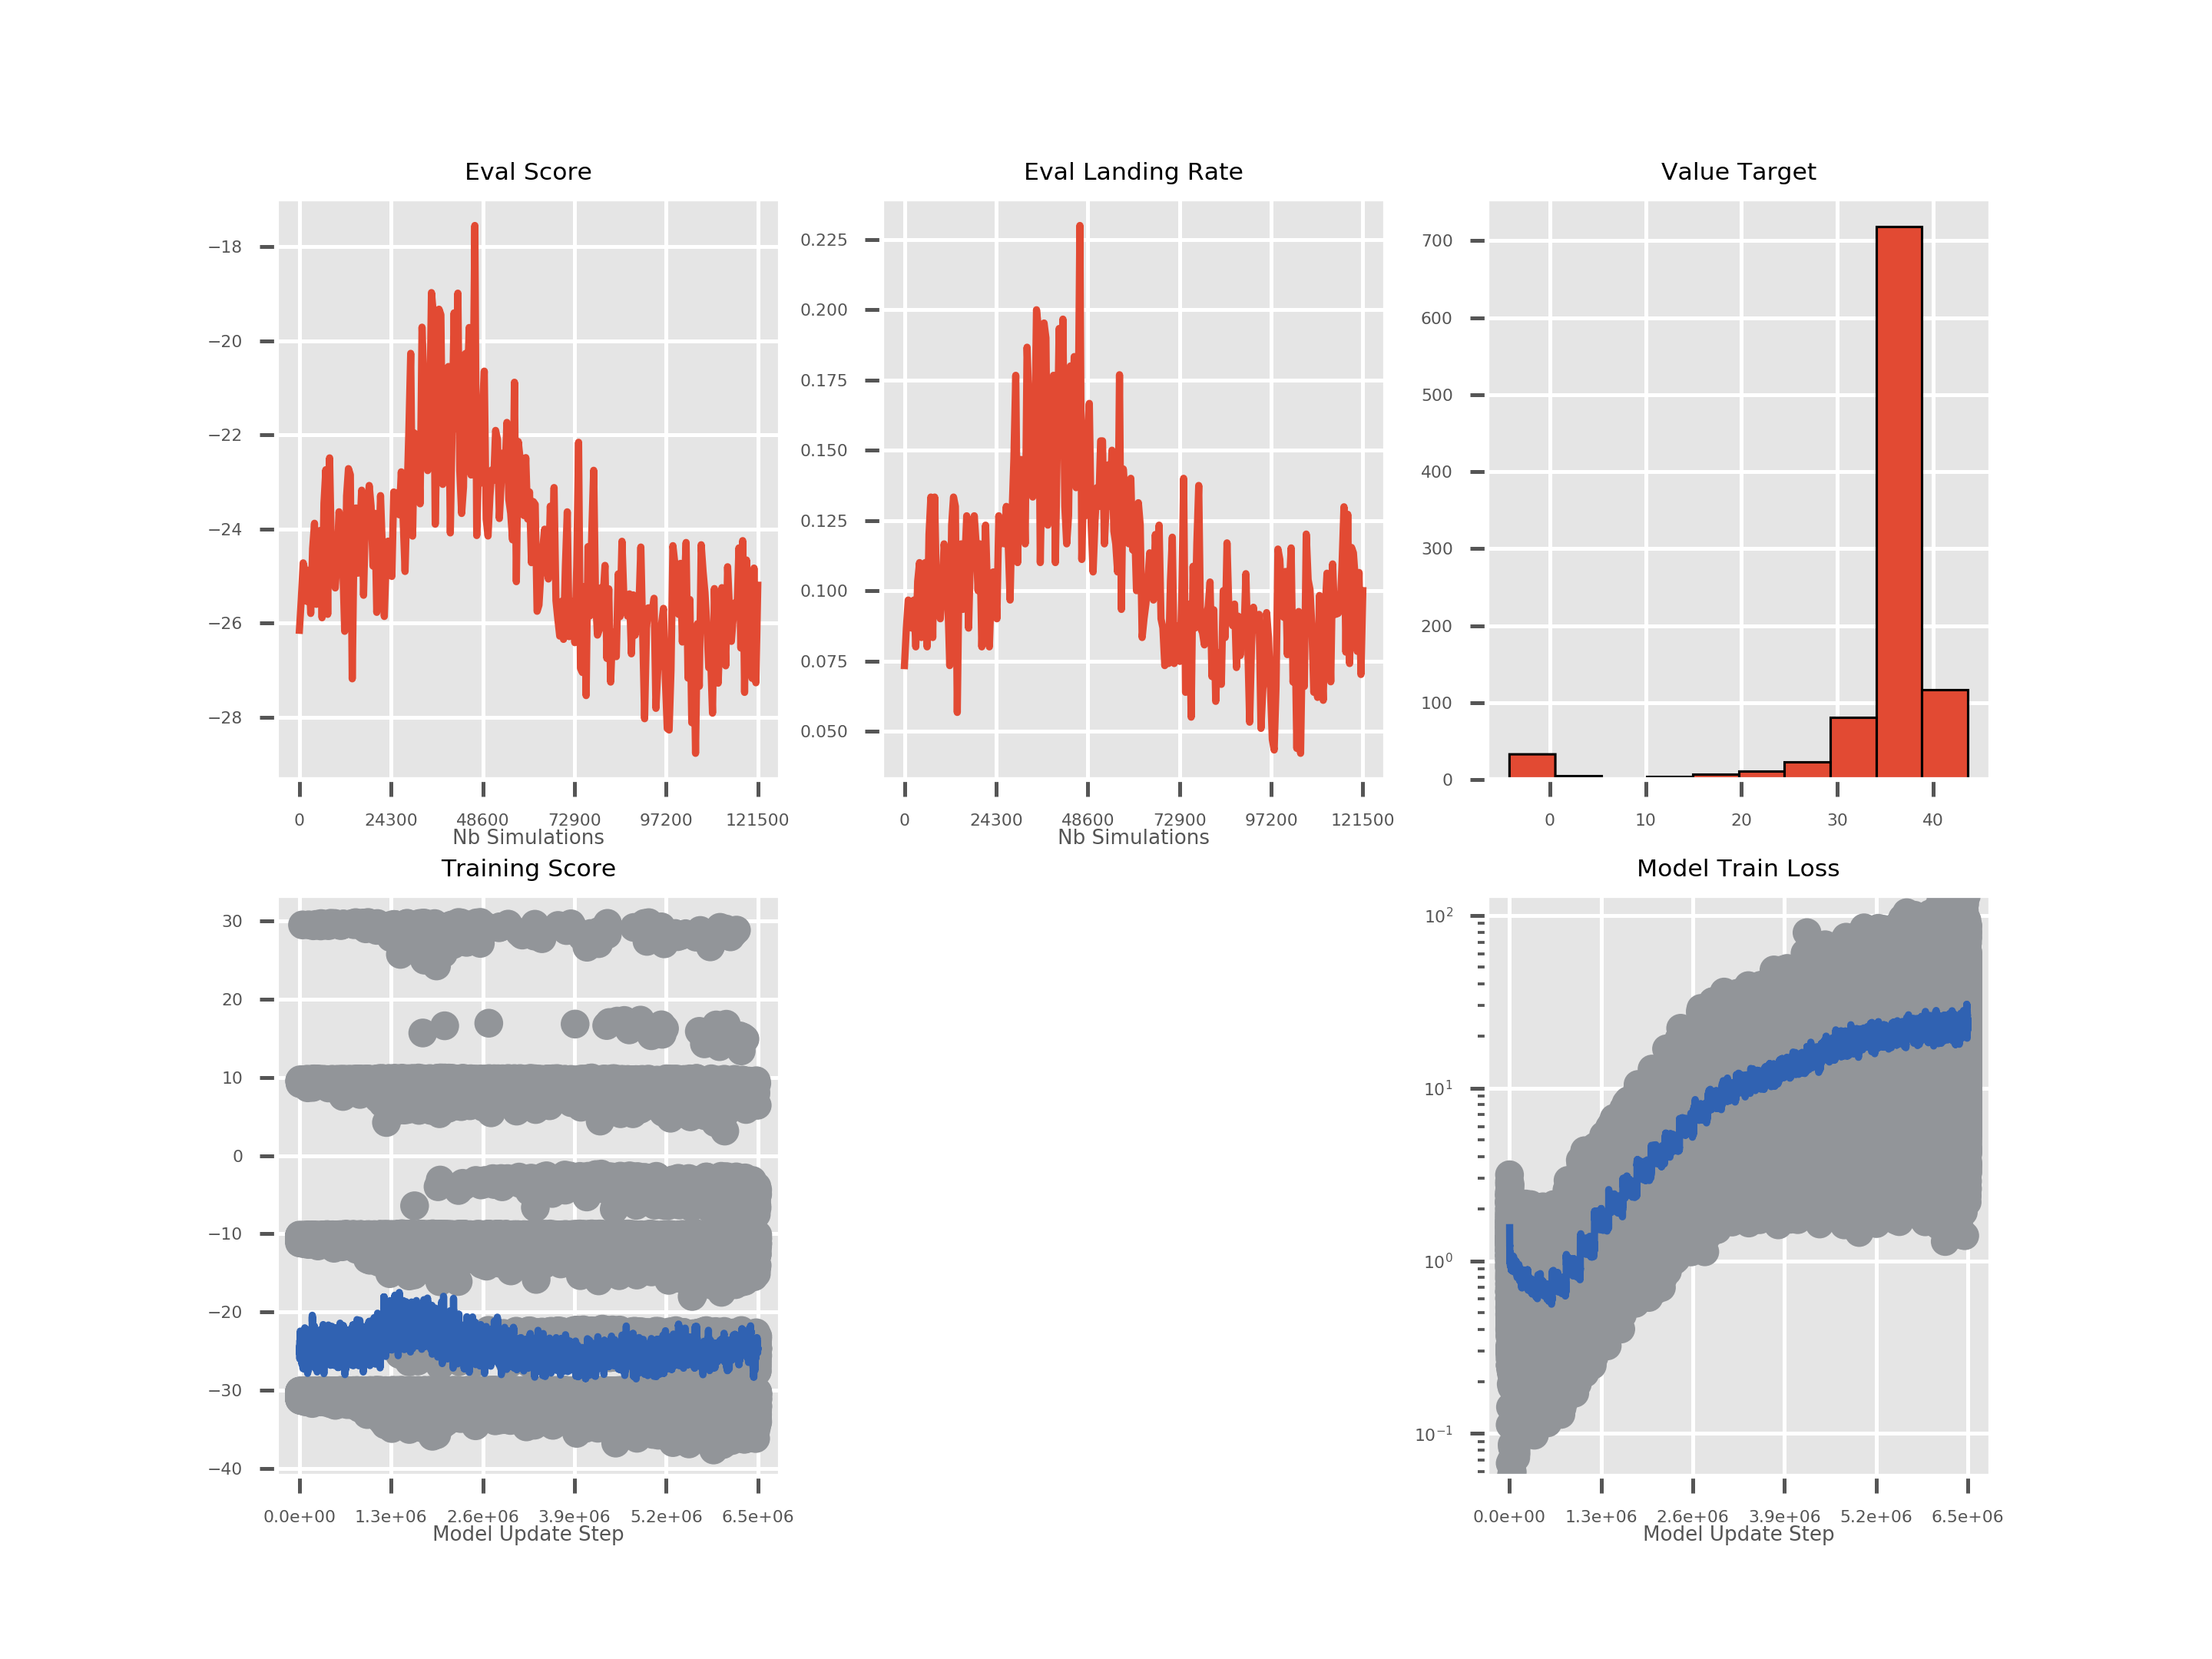 Eval Score
−18
−20
−22
−24
−26
−28
0 24300 48600 72900 97200 121500
Nb Simulations
Eval Landing Rate
0.225
0.200
0.175
0.150
0.125
0.100
0.075
0.050
0 24300 48600 72900 97200 121500
Nb Simulations
Value Target
700
600
500
400
300
200
100
0
0 10 20 30 40
Training Score
30
20
10
0
−10
−20
−30
−40
0.0e+00 1.3e+06 2.6e+06 3.9e+06 5.2e+06 6.5e+06
Model Update Step
Model Train Loss
10²
10¹
10⁰
10⁻¹
0.0e+00 1.3e+06 2.6e+06 3.9e+06 5.2e+06 6.5e+06
Model Update Step